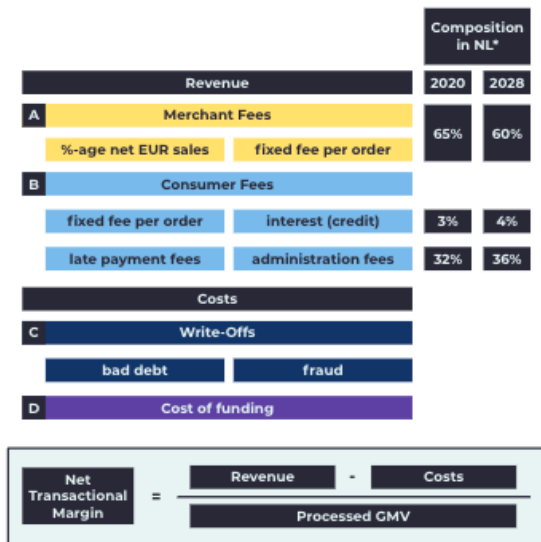 Composition
in NL*
Revenue 2020 2028
A Merchant Fees
65% 60%
%-age net EUR sales fixed fee per order
B Consumer Fees
fixed fee per order interest (credit) 3% 4%
late payment fees administration fees 32% 36%
Costs
C Write-Offs
bad debt fraud
D Cost of funding
Net
Transactional
Margin
=
Revenue - Costs
Processed GMV